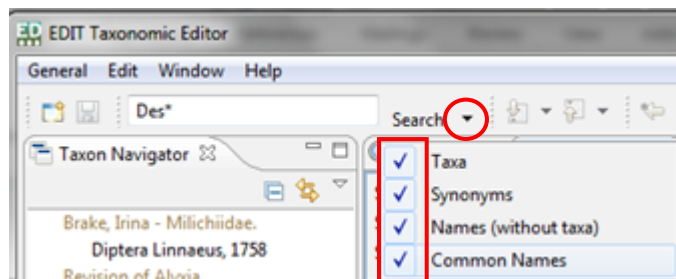 EDIT Taxonomic Editor
General Edit Window Help
Des* Search
Taxon Navigator
Taxa
Synonyms
Names (without taxa)
Common Names
Brake, Irina - Milichiidae.
Diptera Linnaeus, 1758
Revision of Alyxia